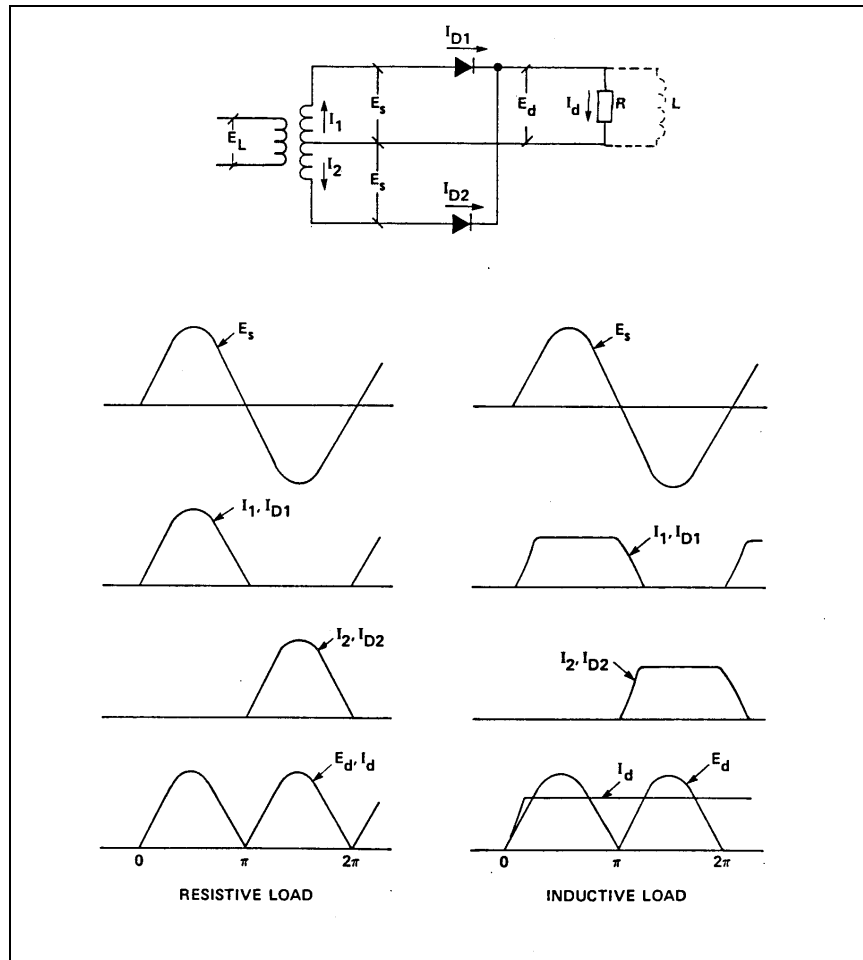 I_D1
E_L
I_1
I_2
E_s
E_s
E_d
I_d
R
L
I_D2
E_s
E_s
I_1, I_D1
I_1, I_D1
I_2, I_D2
I_2, I_D2
E_d, I_d
I_d
E_d
0 π 2π
0 π 2π
RESISTIVE LOAD
INDUCTIVE LOAD